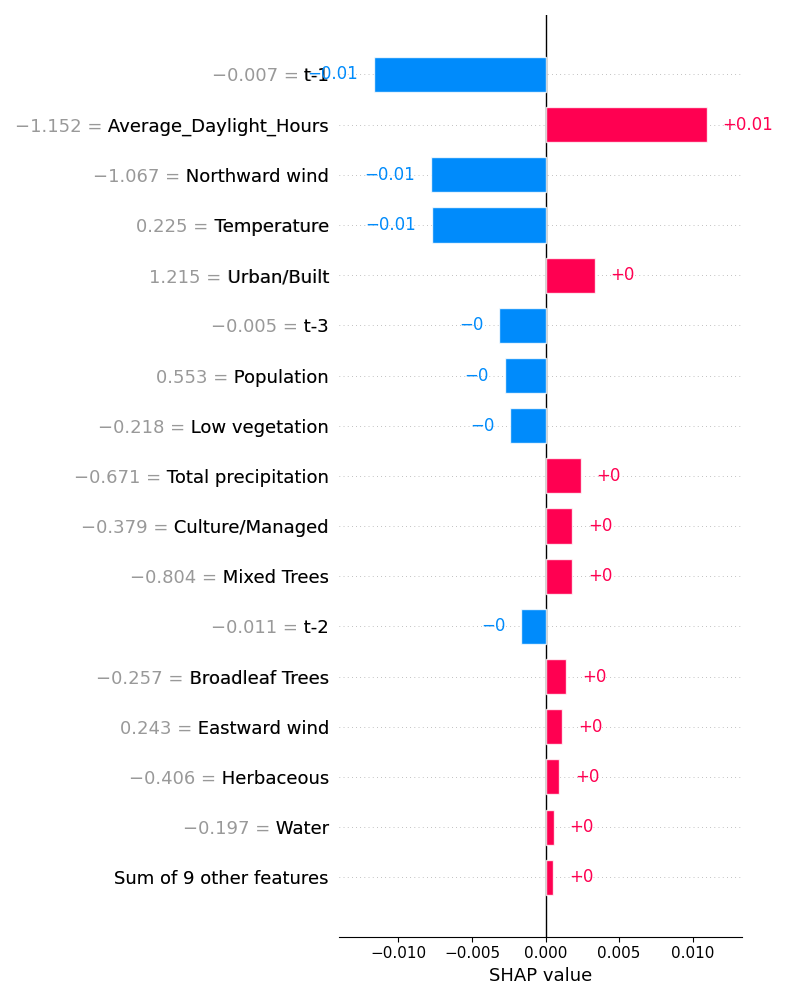 −0.007 = t-1 −0.01
−1.152 = Average_Daylight_Hours +0.01
−1.067 = Northward wind −0.01
0.225 = Temperature −0.01
1.215 = Urban/Built +0
−0.005 = t-3 −0
0.553 = Population −0
−0.218 = Low vegetation −0
−0.671 = Total precipitation +0
−0.379 = Culture/Managed +0
−0.804 = Mixed Trees +0
−0.011 = t-2 −0
−0.257 = Broadleaf Trees +0
0.243 = Eastward wind +0
−0.406 = Herbaceous +0
−0.197 = Water +0
Sum of 9 other features +0
−0.010 −0.005 0.000 0.005 0.010
SHAP value